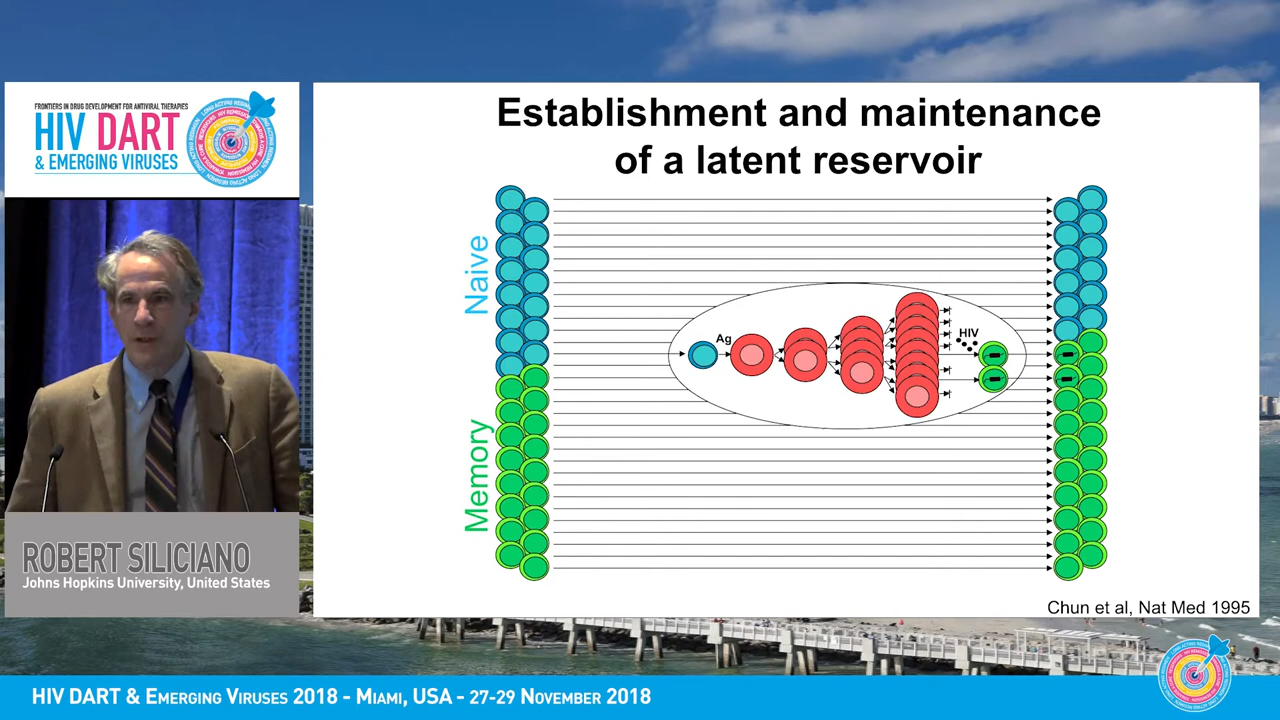 FRONTIERS IN DRUG DEVELOPMENT FOR ANTIVIRAL THERAPIES
HIV DART
& EMERGING VIRUSES
Establishment and maintenance
of a latent reservoir
Naive
Memory
Ag
HIV
Chun et al, Nat Med 1995
ROBERT SILICIANO
Johns Hopkins University, United States
HIV DART & EMERGING VIRUSES 2018 - MIAMI, USA - 27-29 NOVEMBER 2018